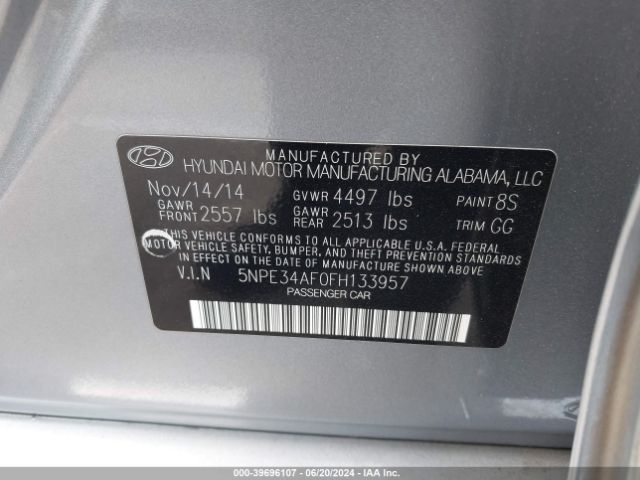 MANUFACTURED BY
HYUNDAI MOTOR MANUFACTURING ALABAMA, LLC
Nov/14/14 GVWR 4497 lbs PAINT 8S
GAWR FRONT 2557 lbs GAWR REAR 2513 lbs TRIM GG
THIS VEHICLE CONFORMS TO ALL APPLICABLE U.S.A. FEDERAL
MOTOR VEHICLE SAFETY, BUMPER, AND THEFT PREVENTION
STANDARDS IN EFFECT ON
THE DATE OF MANUFACTURE SHOWN ABOVE.
V.I.N 5NPE34AF0FH133957
PASSENGER CAR
000-39696107 - 06/20/2024 - IAAI.COM